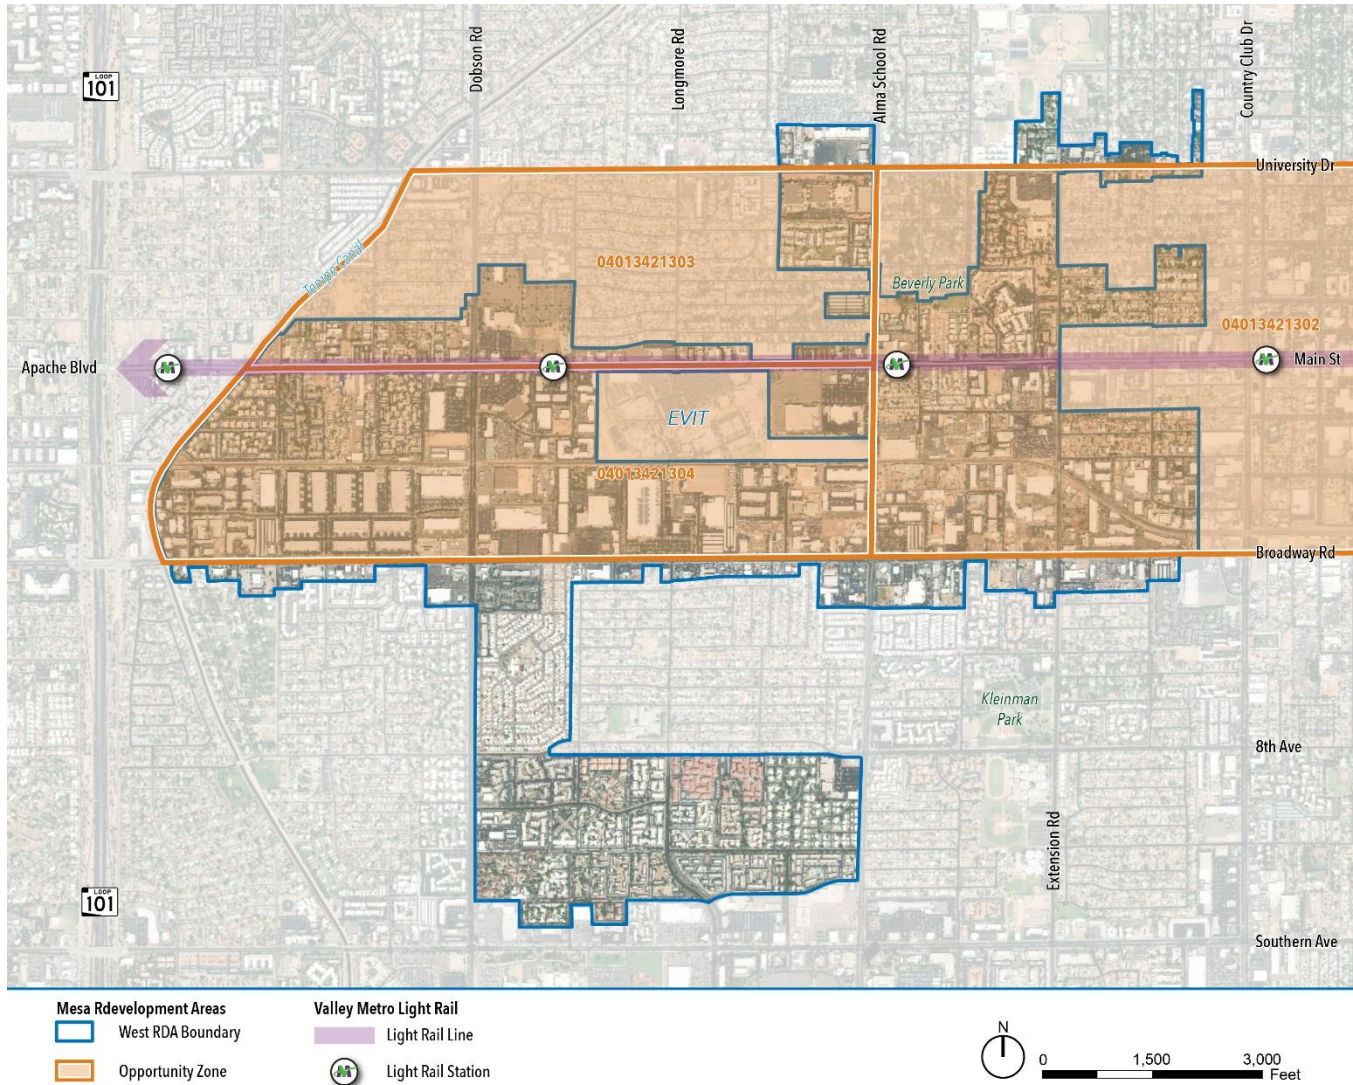 Dobson Rd
Longmore Rd
Alma School Rd
Country Club Dr
LOOP
101
University Dr
Tempe Canal
04013421303
Beverly Park
04013421302
Apache Blvd
M
M
M
M
Main St
EVIT
04013421304
Broadway Rd
Kleinman
Park
8th Ave
Extension Rd
LOOP
101
Southern Ave
Mesa Rdevelopment Areas
West RDA Boundary
Opportunity Zone
Valley Metro Light Rail
Light Rail Line
M
Light Rail Station
N
0 1,500 3,000
Feet